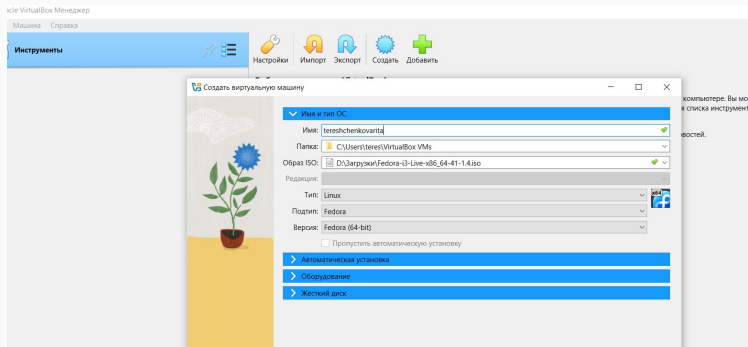 acle VirtualBox Менеджер
Машина Справка
Инструменты
Настройки Импорт Экспорт Создать Добавить
Создать виртуальную машину
компьютере. Вы мо
списка инструмент
Имя и тип ОС
Имя: tereshchenkovarita
востей.
Папка: C:\Users\teres\VirtualBox VMs
Образ ISO: D:\Загрузки\Fedora-i3-Live-x86_64-41-1.4.iso
Редакция:
Тип: Linux
x64
Подтип: Fedora
Версия: Fedora (64-bit)
Пропустить автоматическую установку
Автоматическая установка
Оборудование
Жёсткий диск